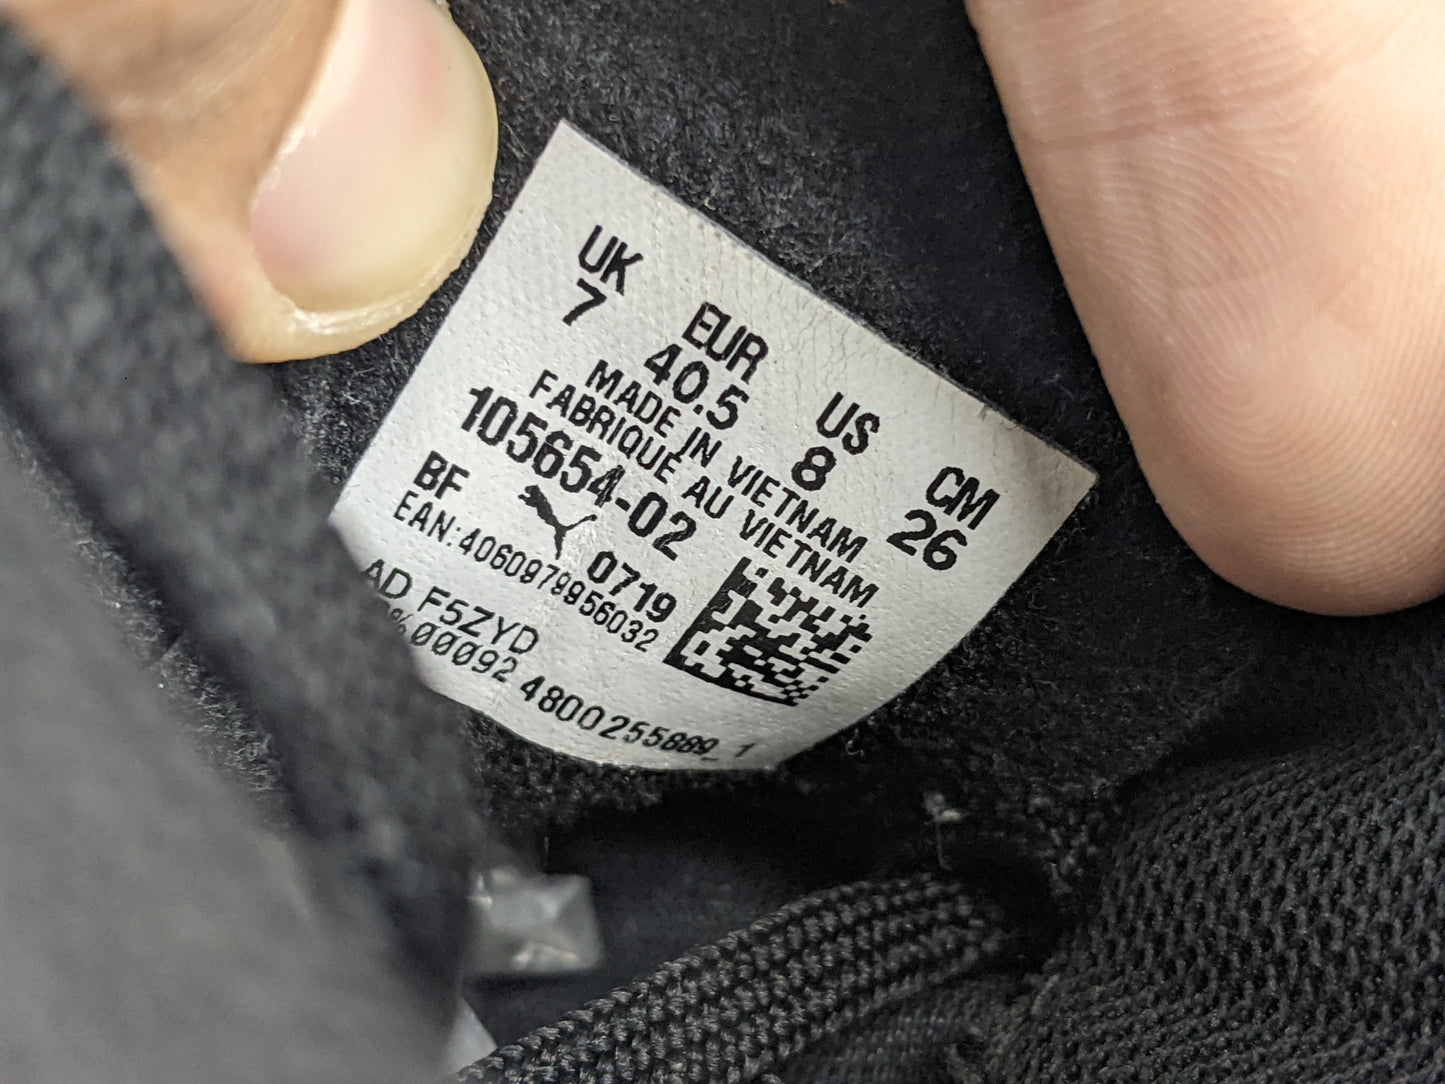 UK EUR US CM
7 40.5 8 26
MADE IN VIETNAM
FABRIQUÉ AU VIETNAM
105654-02
BF 0719
EAN:4060979956032
AD F5ZYD
%00092 4800255889_1